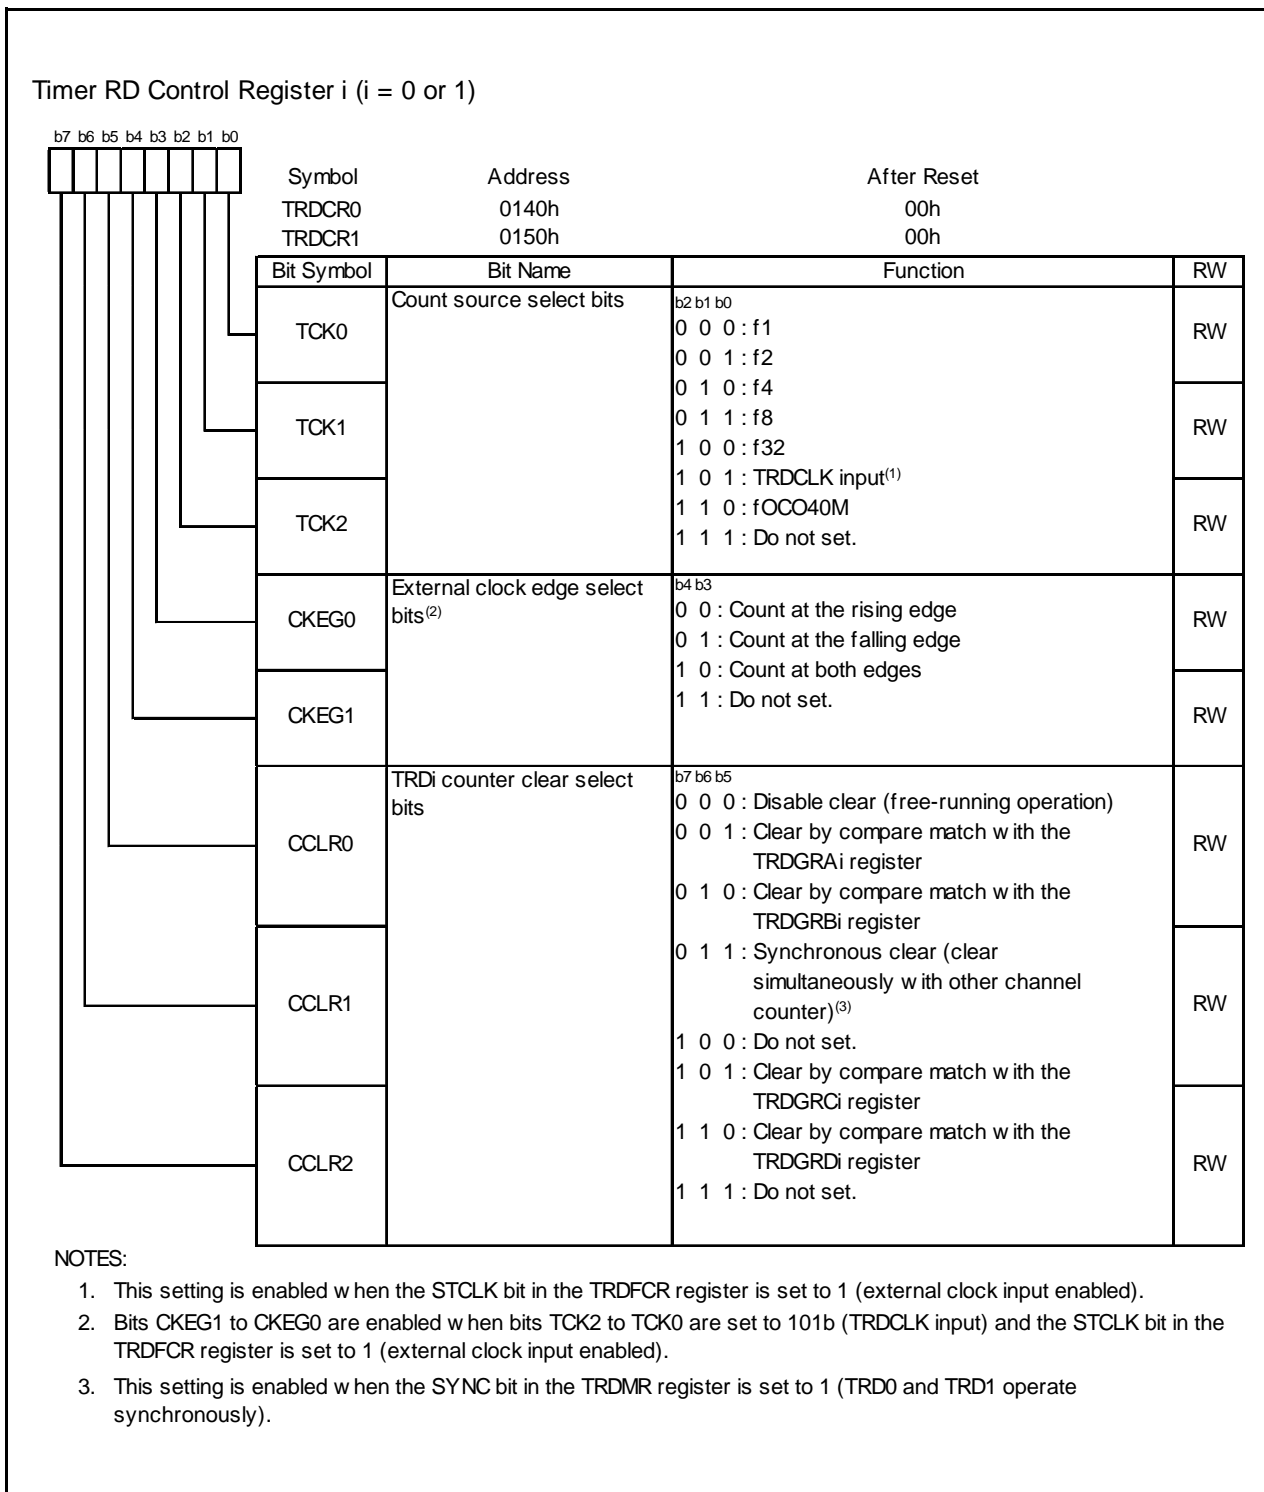 Timer RD Control Register i (i = 0 or 1)
b7 b6 b5 b4 b3 b2 b1 b0
Symbol Address After Reset
TRDCR0 0140h 00h
TRDCR1 0150h 00h
Bit Symbol Bit Name Function RW
TCK0 Count source select bits b2 b1 b0
0 0 0 : f1 RW
0 0 1 : f2
0 1 0 : f4
TCK1 0 1 1 : f8 RW
1 0 0 : f32
1 0 1 : TRDCLK input(1)
TCK2 1 1 0 : fOCO40M RW
1 1 1 : Do not set.
CKEG0 External clock edge select b4 b3
bits(2) 0 0 : Count at the rising edge RW
0 1 : Count at the falling edge
1 0 : Count at both edges
CKEG1 1 1 : Do not set. RW
TRDi counter clear select b7 b6 b5
bits 0 0 0 : Disable clear (free-running operation)
CCLR0 0 0 1 : Clear by compare match with the RW
TRDGRAi register
0 1 0 : Clear by compare match with the
TRDGRBi register
0 1 1 : Synchronous clear (clear
simultaneously with other channel
CCLR1 counter)(3) RW
1 0 0 : Do not set.
1 0 1 : Clear by compare match with the
TRDGRCi register
1 1 0 : Clear by compare match with the
CCLR2 TRDGRDi register RW
1 1 1 : Do not set.
NOTES:
1. This setting is enabled when the STCLK bit in the TRDFCR register is set to 1 (external clock input enabled).
2. Bits CKEG1 to CKEG0 are enabled when bits TCK2 to TCK0 are set to 101b (TRDCLK input) and the STCLK bit in the
TRDFCR register is set to 1 (external clock input enabled).
3. This setting is enabled when the SYNC bit in the TRDMR register is set to 1 (TRD0 and TRD1 operate
synchronously).